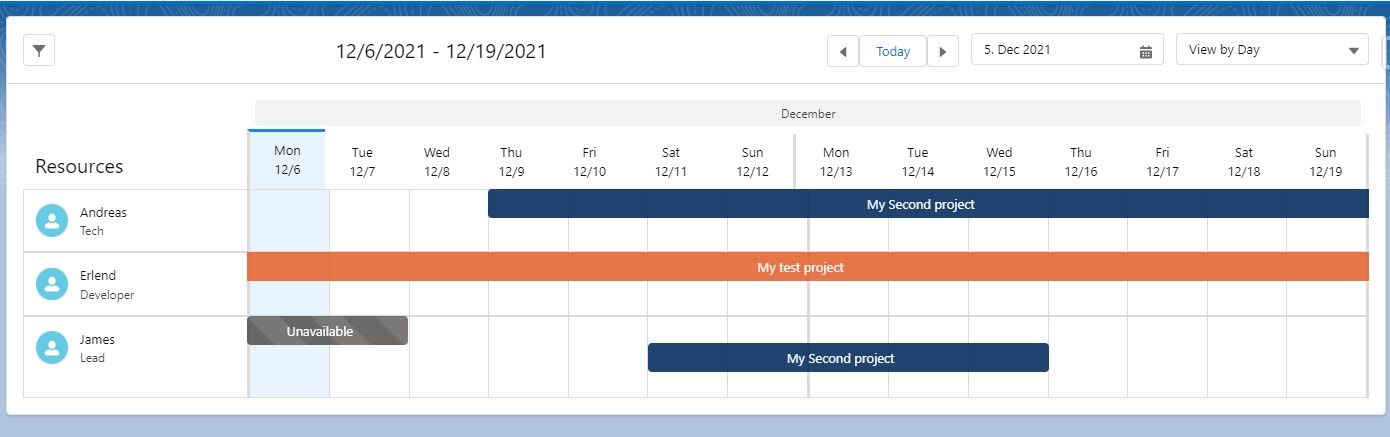 12/6/2021 - 12/19/2021
Today
5. Dec 2021
View by Day
December
Resources
Mon Tue Wed Thu Fri Sat Sun Mon Tue Wed Thu Fri Sat Sun
12/6 12/7 12/8 12/9 12/10 12/11 12/12 12/13 12/14 12/15 12/16 12/17 12/18 12/19
Andreas
Tech
My Second project
Erlend
Developer
My test project
James
Lead
Unavailable
My Second project